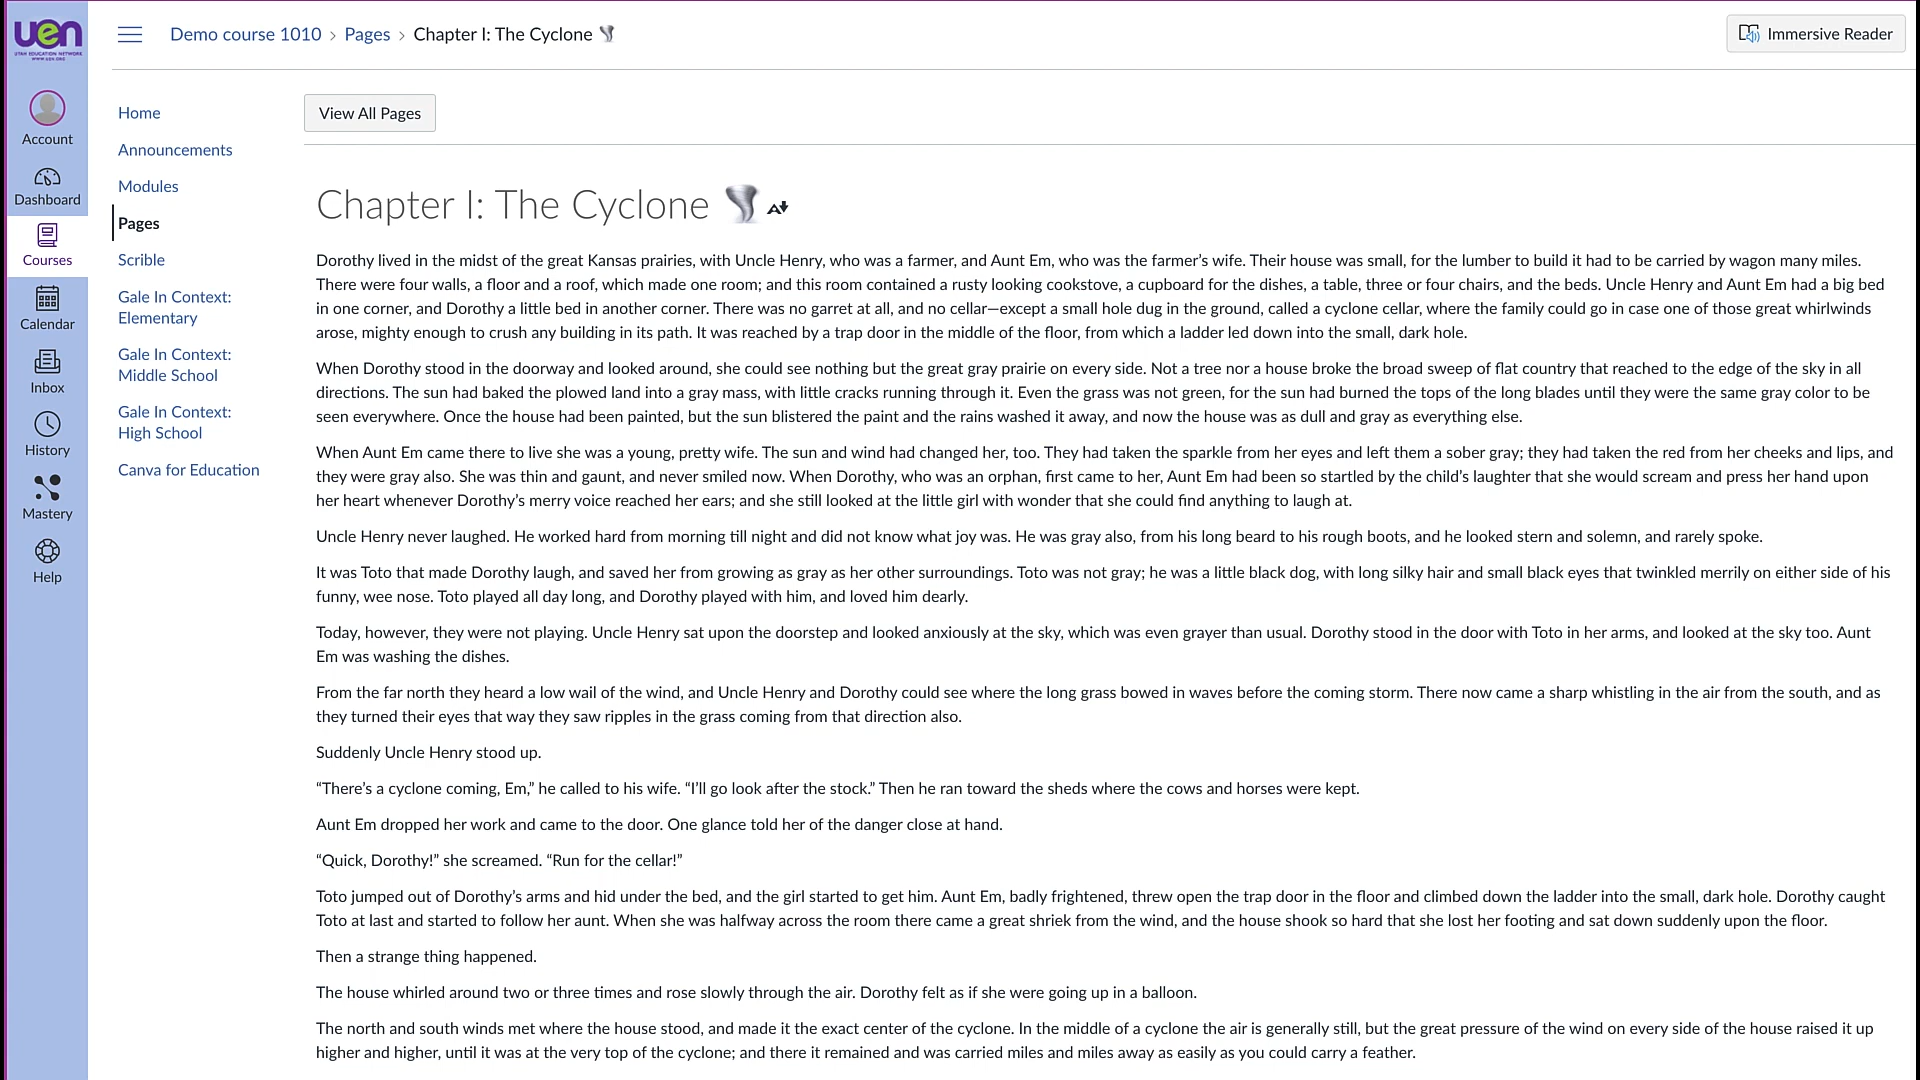 uen
UTAH EDUCATION NETWORK
WWW.UEN.ORG
Account
Dashboard
Courses
Calendar
Inbox
History
Mastery
Help
Demo course 1010 › Pages › Chapter I: The Cyclone
Immersive Reader
Home
Announcements
Modules
Pages
Scrible
Gale In Context:
Elementary
Gale In Context:
Middle School
Gale In Context:
High School
Canva for Education
View All Pages
Chapter I: The Cyclone
Dorothy lived in the midst of the great Kansas prairies, with Uncle Henry, who was a farmer, and Aunt Em, who was the farmer’s wife. Their house was small, for the lumber to build it had to be carried by wagon many miles.
There were four walls, a floor and a roof, which made one room; and this room contained a rusty looking cookstove, a cupboard for the dishes, a table, three or four chairs, and the beds. Uncle Henry and Aunt Em had a big bed
in one corner, and Dorothy a little bed in another corner. There was no garret at all, and no cellar—except a small hole dug in the ground, called a cyclone cellar, where the family could go in case one of those great whirlwinds
arose, mighty enough to crush any building in its path. It was reached by a trap door in the middle of the floor, from which a ladder led down into the small, dark hole.
When Dorothy stood in the doorway and looked around, she could see nothing but the great gray prairie on every side. Not a tree nor a house broke the broad sweep of flat country that reached to the edge of the sky in all
directions. The sun had baked the plowed land into a gray mass, with little cracks running through it. Even the grass was not green, for the sun had burned the tops of the long blades until they were the same gray color to be
seen everywhere. Once the house had been painted, but the sun blistered the paint and the rains washed it away, and now the house was as dull and gray as everything else.
When Aunt Em came there to live she was a young, pretty wife. The sun and wind had changed her, too. They had taken the sparkle from her eyes and left them a sober gray; they had taken the red from her cheeks and lips, and
they were gray also. She was thin and gaunt, and never smiled now. When Dorothy, who was an orphan, first came to her, Aunt Em had been so startled by the child’s laughter that she would scream and press her hand upon
her heart whenever Dorothy’s merry voice reached her ears; and she still looked at the little girl with wonder that she could find anything to laugh at.
Uncle Henry never laughed. He worked hard from morning till night and did not know what joy was. He was gray also, from his long beard to his rough boots, and he looked stern and solemn, and rarely spoke.
It was Toto that made Dorothy laugh, and saved her from growing as gray as her other surroundings. Toto was not gray; he was a little black dog, with long silky hair and small black eyes that twinkled merrily on either side of his
funny, wee nose. Toto played all day long, and Dorothy played with him, and loved him dearly.
Today, however, they were not playing. Uncle Henry sat upon the doorstep and looked anxiously at the sky, which was even grayer than usual. Dorothy stood in the door with Toto in her arms, and looked at the sky too. Aunt
Em was washing the dishes.
From the far north they heard a low wail of the wind, and Uncle Henry and Dorothy could see where the long grass bowed in waves before the coming storm. There now came a sharp whistling in the air from the south, and as
they turned their eyes that way they saw ripples in the grass coming from that direction also.
Suddenly Uncle Henry stood up.
“There’s a cyclone coming, Em,” he called to his wife. “I’ll go look after the stock.” Then he ran toward the sheds where the cows and horses were kept.
Aunt Em dropped her work and came to the door. One glance told her of the danger close at hand.
“Quick, Dorothy!” she screamed. “Run for the cellar!”
Toto jumped out of Dorothy’s arms and hid under the bed, and the girl started to get him. Aunt Em, badly frightened, threw open the trap door in the floor and climbed down the ladder into the small, dark hole. Dorothy caught
Toto at last and started to follow her aunt. When she was halfway across the room there came a great shriek from the wind, and the house shook so hard that she lost her footing and sat down suddenly upon the floor.
Then a strange thing happened.
The house whirled around two or three times and rose slowly through the air. Dorothy felt as if she were going up in a balloon.
The north and south winds met where the house stood, and made it the exact center of the cyclone. In the middle of a cyclone the air is generally still, but the great pressure of the wind on every side of the house raised it up
higher and higher, until it was at the very top of the cyclone; and there it remained and was carried miles and miles away as easily as you could carry a feather.